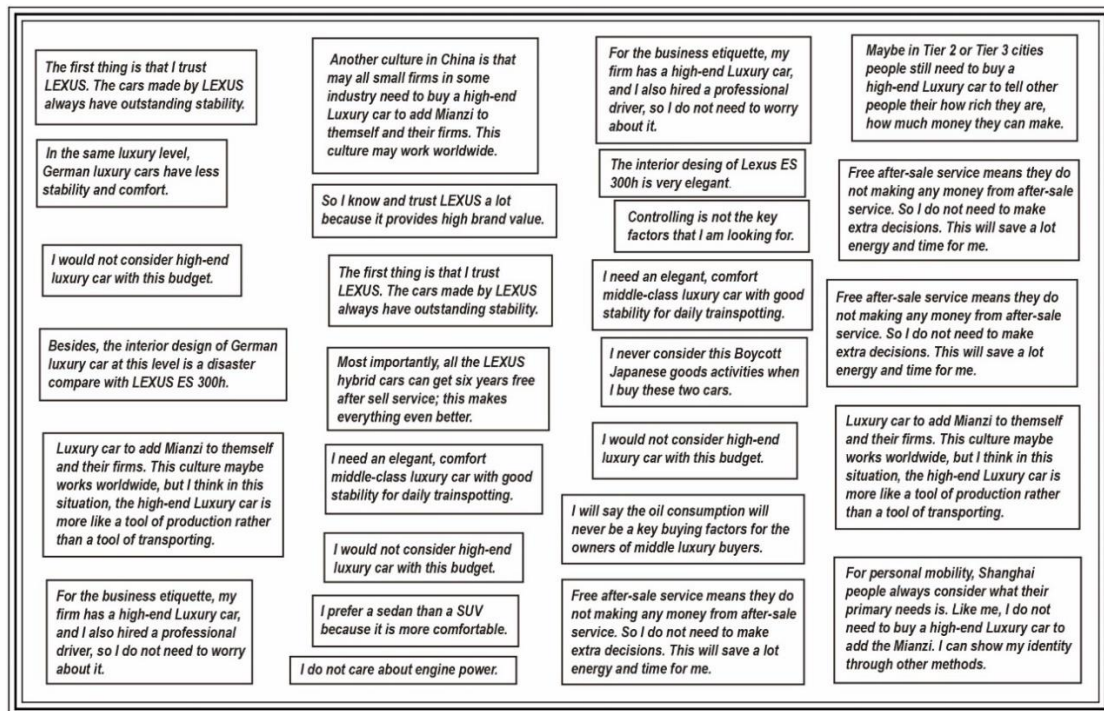 The first thing is that I trust
LEXUS. The cars made by LEXUS
always have outstanding stability.
In the same luxury level,
German luxury cars have less
stability and comfort.
I would not consider high-end
luxury car with this budget.
Besides, the interior design of German
luxury car at this level is a disaster
compare with LEXUS ES 300h.
Luxury car to add Mianzi to themself
and their firms. This culture maybe
works worldwide, but I think in this
situation, the high-end Luxury car is
more like a tool of production rather
than a tool of transporting.
For the business etiquette, my
firm has a high-end Luxury car,
and I also hired a professional
driver, so I do not need to worry
about it.
Another culture in China is that
may all small firms in some
industry need to buy a high-end
Luxury car to add Mianzi to
themself and their firms. This
culture may work worldwide.
So I know and trust LEXUS a lot
because it provides high brand value.
The first thing is that I trust
LEXUS. The cars made by LEXUS
always have outstanding stability.
Most importantly, all the LEXUS
hybrid cars can get six years free
after sell service; this makes
everything even better.
I need an elegant, comfort
middle-class luxury car with good
stability for daily trainspotting.
I would not consider high-end
luxury car with this budget.
I prefer a sedan than a SUV
because it is more comfortable.
I do not care about engine power.
For the business etiquette, my
firm has a high-end Luxury car,
and I also hired a professional
driver, so I do not need to worry
about it.
The interior desing of Lexus ES
300h is very elegant.
Controlling is not the key
factors that I am looking for.
I need an elegant, comfort
middle-class luxury car with good
stability for daily trainspotting.
I never consider this Boycott
Japanese goods activities when
I buy these two cars.
I would not consider high-end
luxury car with this budget.
I will say the oil consumption will
never be a key buying factors for the
owners of middle luxury buyers.
Free after-sale service means they do
not making any money from after-sale
service. So I do not need to make
extra decisions. This will save a lot
energy and time for me.
Maybe in Tier 2 or Tier 3 cities
people still need to buy a
high-end Luxury car to tell other
people their how rich they are,
how much money they can make.
Free after-sale service means they do
not making any money from after-sale
service. So I do not need to make
extra decisions. This will save a lot
energy and time for me.
Free after-sale service means they do
not making any money from after-sale
service. So I do not need to make
extra decisions. This will save a lot
energy and time for me.
Luxury car to add Mianzi to themself
and their firms. This culture maybe
works worldwide, but I think in this
situation, the high-end Luxury car is
more like a tool of production rather
than a tool of transporting.
For personal mobility, Shanghai
people always consider what their
primary needs is. Like me, I do not
need to buy a high-end Luxury car to
add the Mianzi. I can show my identity
through other methods.